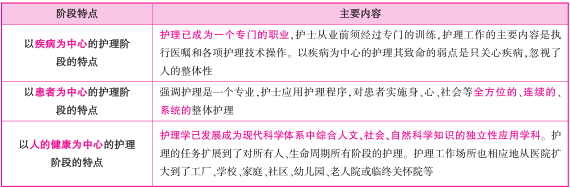 阶段特点 主要内容
以疾病为中心的护理阶
段的特点
护理已成为一个专门的职业,护士从业前须经过专门的训练,护理工作的主要内容是执
行医嘱和各项护理技术操作。以疾病为中心的护理其致命的弱点是只关心疾病,忽视了
人的整体性
以患者为中心的护理阶
段的特点
强调护理是一个专业,护士应用护理程序,对患者实施身、心、社会等全方位的、连续的、
系统的整体护理
以人的健康为中心的护理
阶段的特点
护理学已发展成为现代科学体系中综合人文、社会、自然科学知识的独立性应用学科。护
理的任务扩展到了对所有人、生命周期所有阶段的护理。护理工作场所也相应地从医院扩
大到了工厂、学校、家庭、社区、幼儿园、老人院或临终关怀院等